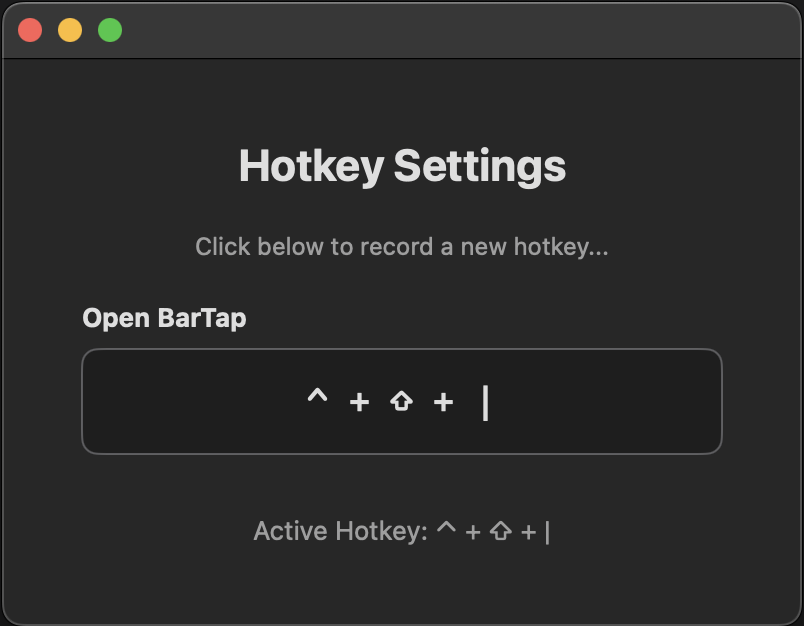 Hotkey Settings
Click below to record a new hotkey...
Open BarTap
^ + ⇧ + |
Active Hotkey: ^ + ⇧ + |